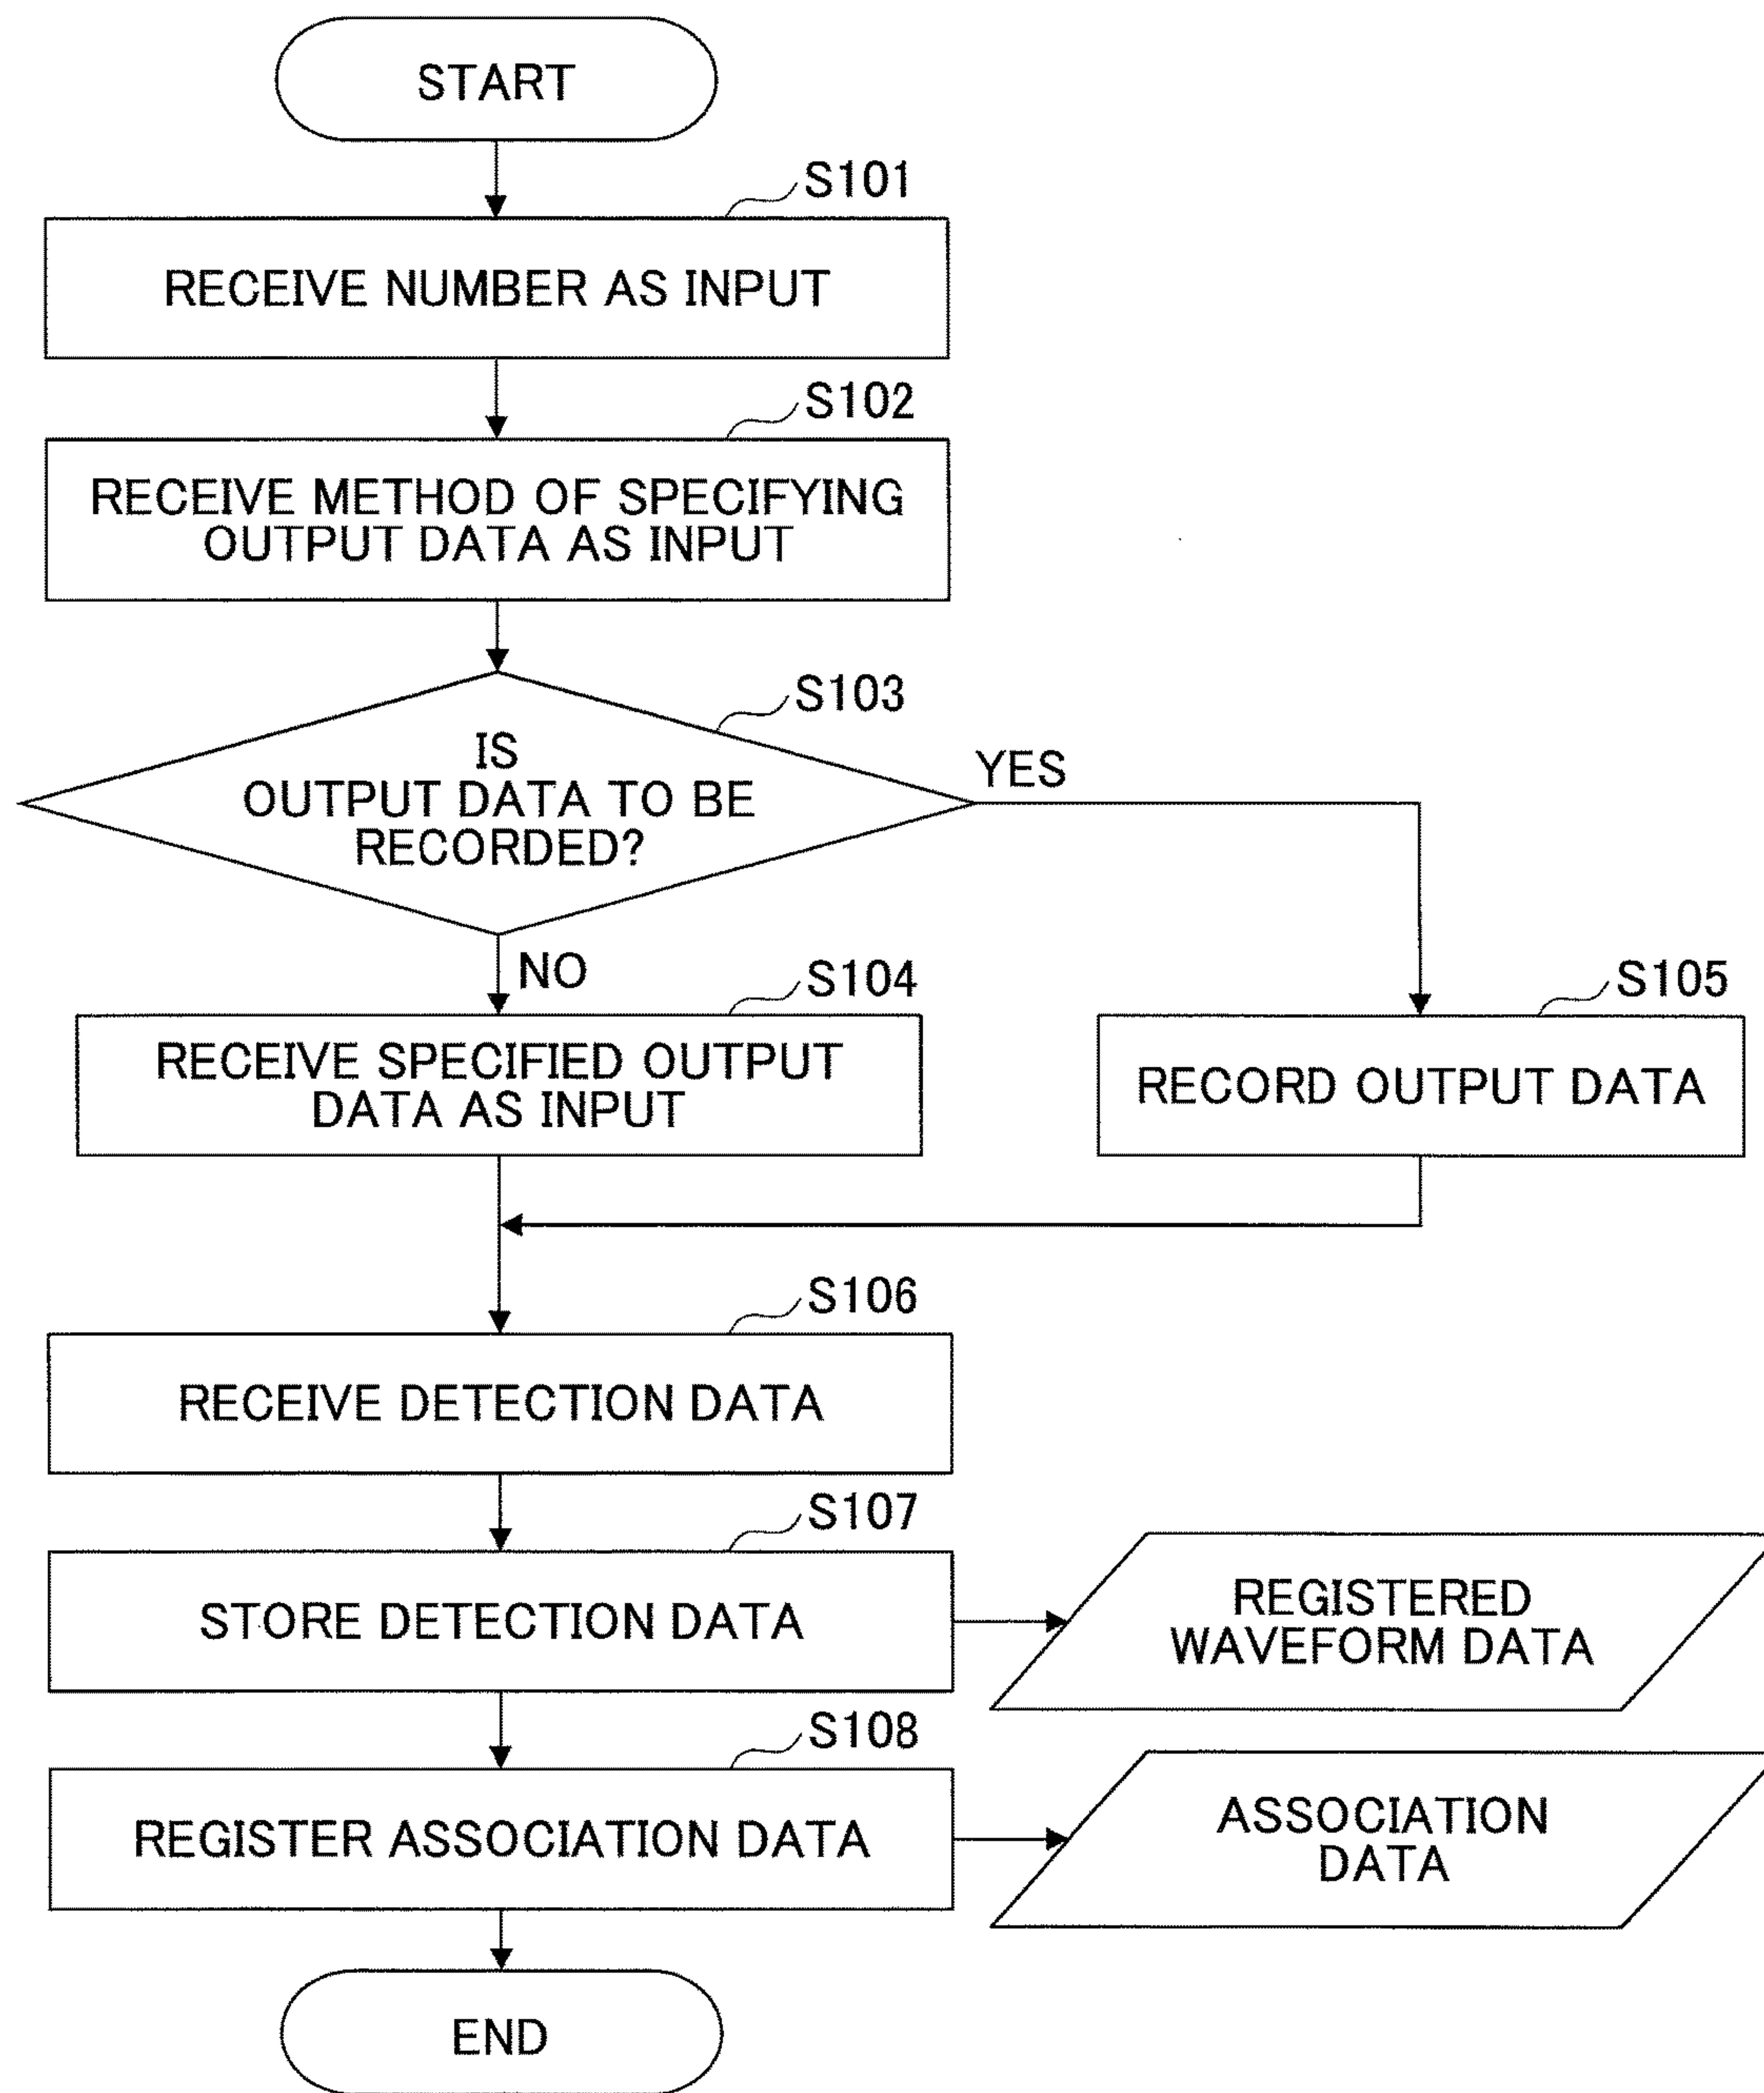 START
S101
RECEIVE NUMBER AS INPUT
S102
RECEIVE METHOD OF SPECIFYING
OUTPUT DATA AS INPUT
S103
IS
OUTPUT DATA TO BE
RECORDED?
YES
NO
S104
RECEIVE SPECIFIED OUTPUT
DATA AS INPUT
S105
RECORD OUTPUT DATA
S106
RECEIVE DETECTION DATA
S107
STORE DETECTION DATA
REGISTERED
WAVEFORM DATA
S108
REGISTER ASSOCIATION DATA
ASSOCIATION
DATA
END